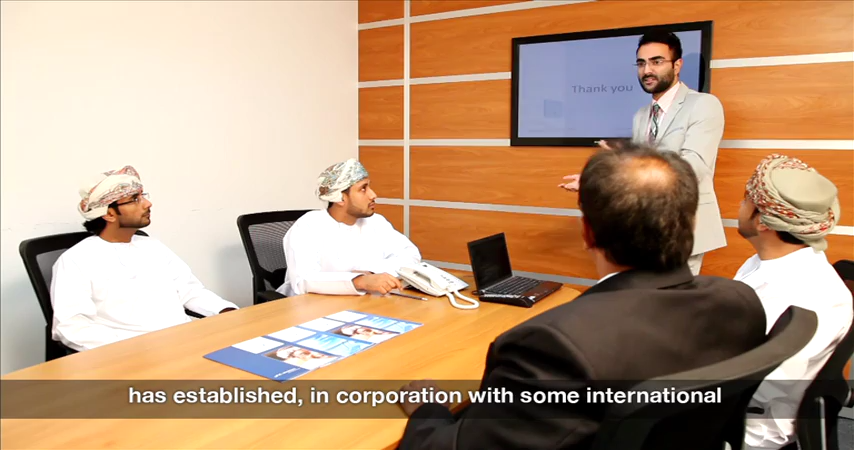 Thank you
has established, in corporation with some international